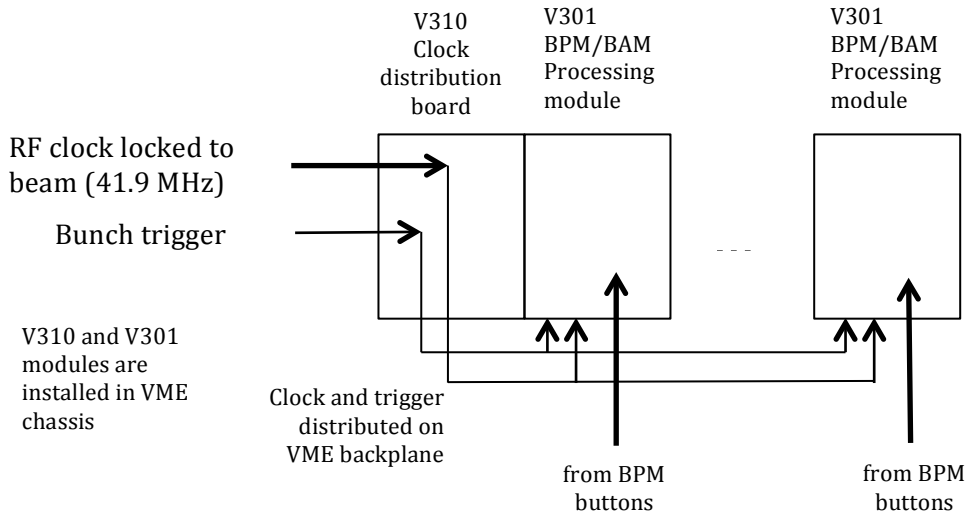 V310
Clock
distribution
board
V301
BPM/BAM
Processing
module
V301
BPM/BAM
Processing
module
RF clock locked to
beam (41.9 MHz)
Bunch trigger
- - -
V310 and V301
modules are
installed in VME
chassis
Clock and trigger
distributed on
VME backplane
from BPM
buttons
from BPM
buttons